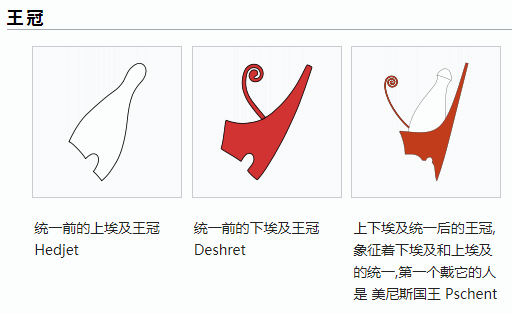 王冠
统一前的上埃及王冠
Hedjet
统一前的下埃及王冠
Deshret
上下埃及统一后的王冠,
象征着下埃及和上埃及
的统一,第一个戴它的人
是 美尼斯国王 Pschent